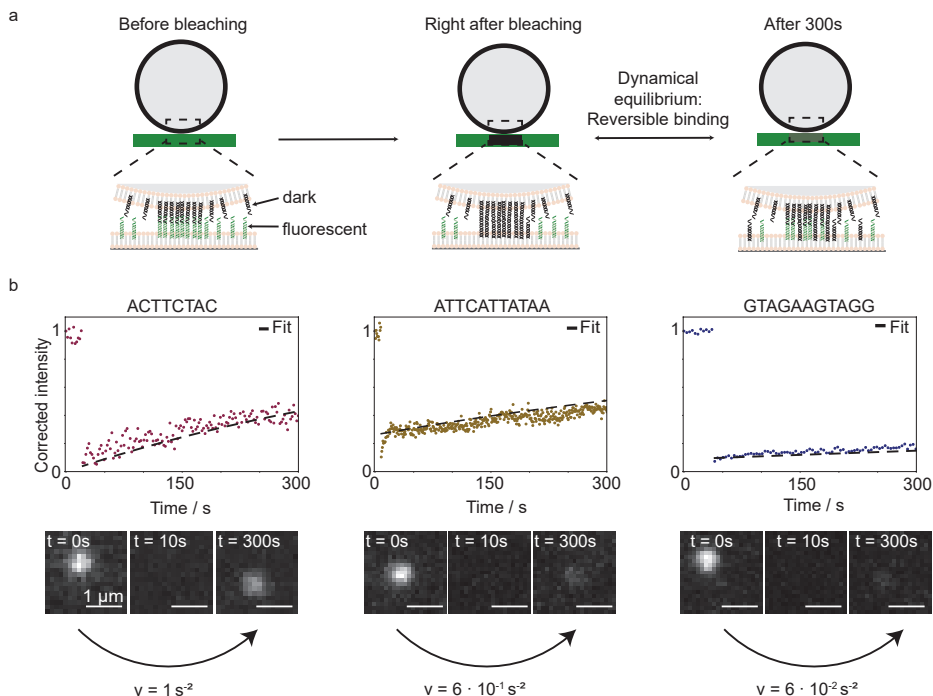 a
Before bleaching
Right after bleaching
After 300s
Dynamical
equilibrium:
Reversible binding
dark
fluorescent
b
ACTTCTAC
ATTCATTATAA
GTAGAAGTAGG
Corrected intensity
1
0
Fit
0
150
300
Time / s
1
0
Fit
0
150
300
Time / s
1
0
Fit
0
150
300
Time / s
t = 0s
t = 10s
t = 300s
1 µm
t = 0s
t = 10s
t = 300s
t = 0s
t = 10s
t = 300s
v = 1 s⁻²
v = 6 · 10⁻¹ s⁻²
v = 6 · 10⁻² s⁻²